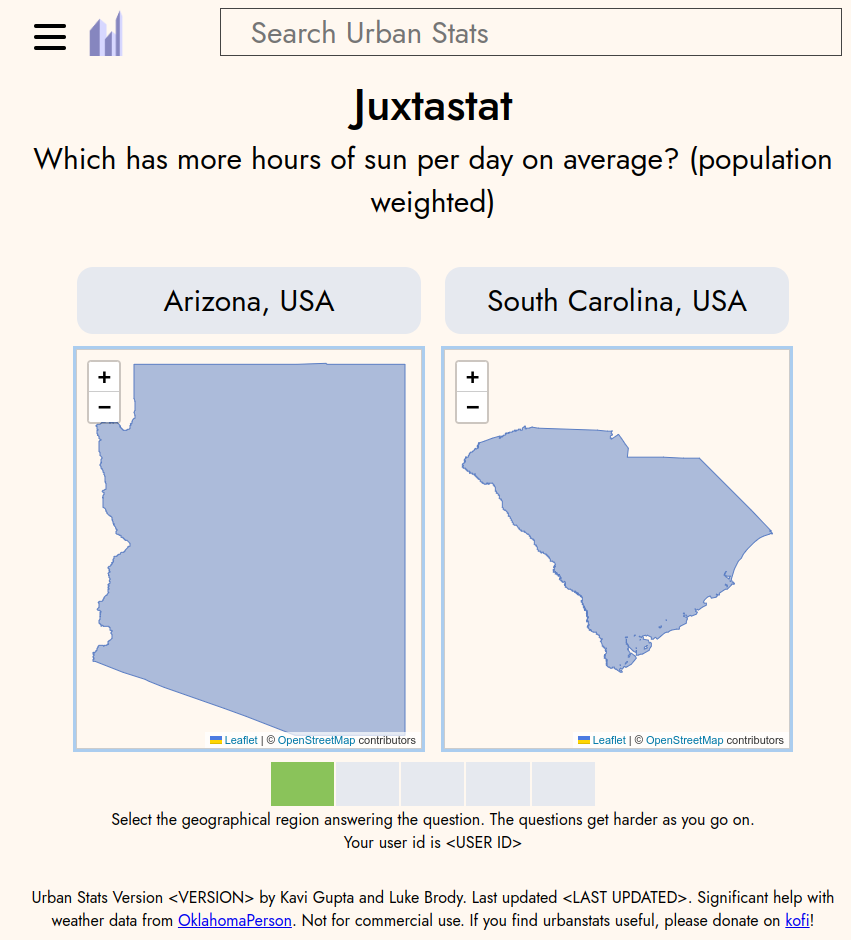 Search Urban Stats
Juxtastat
Which has more hours of sun per day on average? (population
weighted)
Arizona, USA
South Carolina, USA
+
−
+
−
Leaflet | © OpenStreetMap contributors
Leaflet | © OpenStreetMap contributors
Select the geographical region answering the question. The questions get harder as you go on.
Your user id is <USER ID>
Urban Stats Version <VERSION> by Kavi Gupta and Luke Brody. Last updated <LAST UPDATED>. Significant help with
weather data from OklahomaPerson. Not for commercial use. If you find urbanstats useful, please donate on kofi!